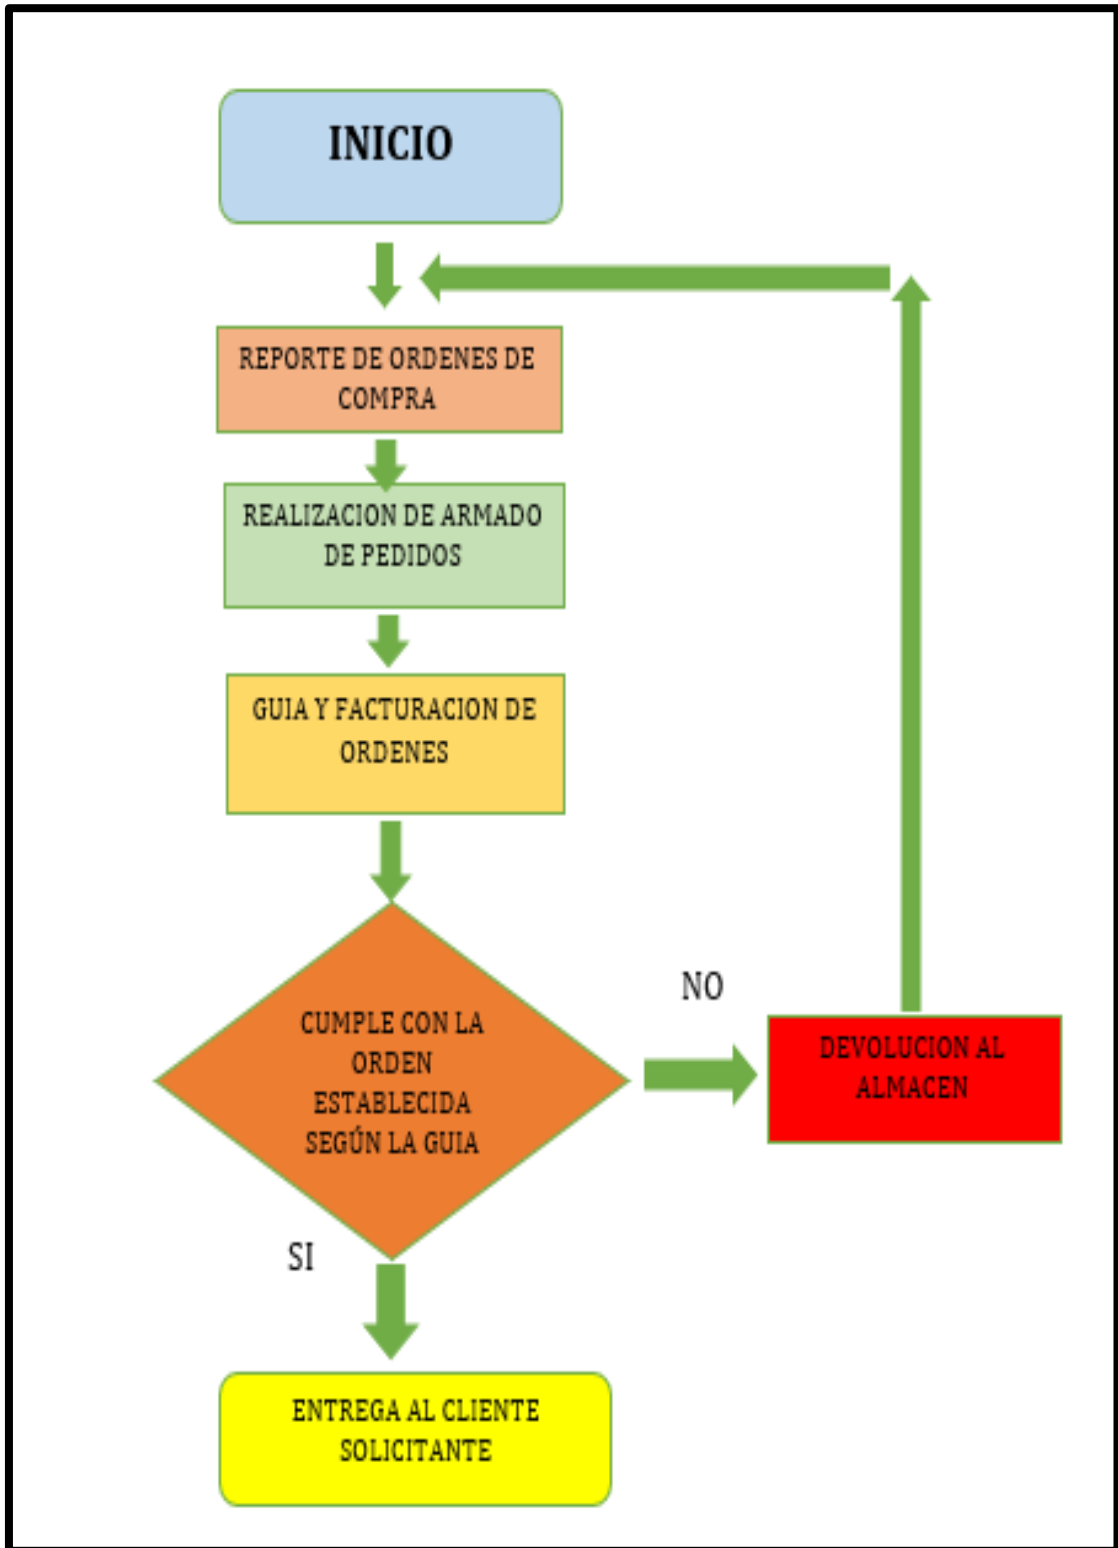 INICIO
REPORTE DE ORDENES DE
COMPRA
REALIZACION DE ARMADO
DE PEDIDOS
GUIA Y FACTURACION DE
ORDENES
CUMPLE CON LA
ORDEN
ESTABLECIDA
SEGÚN LA GUIA
NO
DEVOLUCION AL
ALMACEN
SI
ENTREGA AL CLIENTE
SOLICITANTE